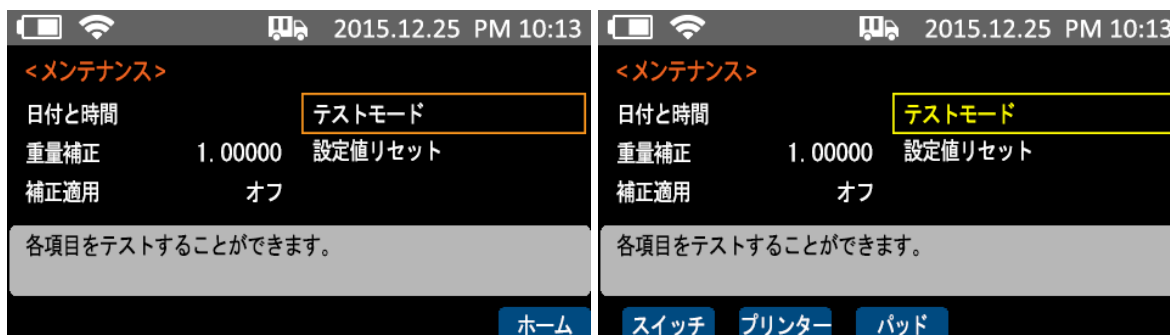 2015.12.25 PM 10:13
<メンテナンス>
日付と時間
テストモード
重量補正 1.00000 設定値リセット
補正適用 オフ
各項目をテストすることができます。
ホーム
2015.12.25 PM 10:13
<メンテナンス>
日付と時間
テストモード
重量補正 1.00000 設定値リセット
補正適用 オフ
各項目をテストすることができます。
スイッチ プリンター パッド